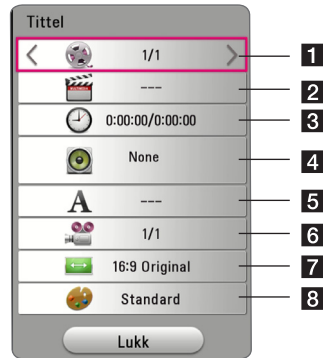 Tittel
1/1 1
--- 2
0:00:00/0:00:00 3
None 4
A --- 5
1/1 6
16:9 Original 7
Standard 8
Lukk